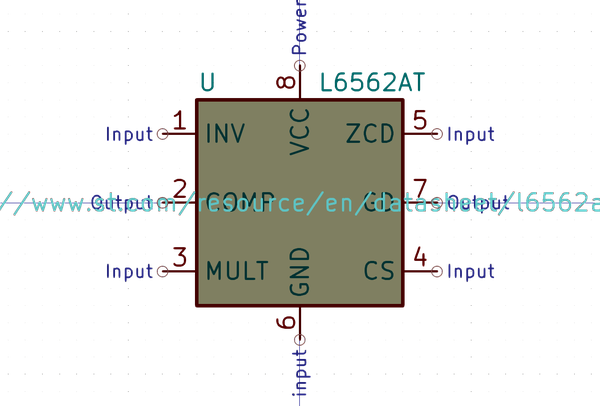 Power
8
U L6562AT
Input 1 INV VCC ZCD 5 Input
Output 2 COMP GD 7 Output
//www.st.com/resource/en/datasheet/l6562a
Input 3 MULT GND CS 4 Input
6
input